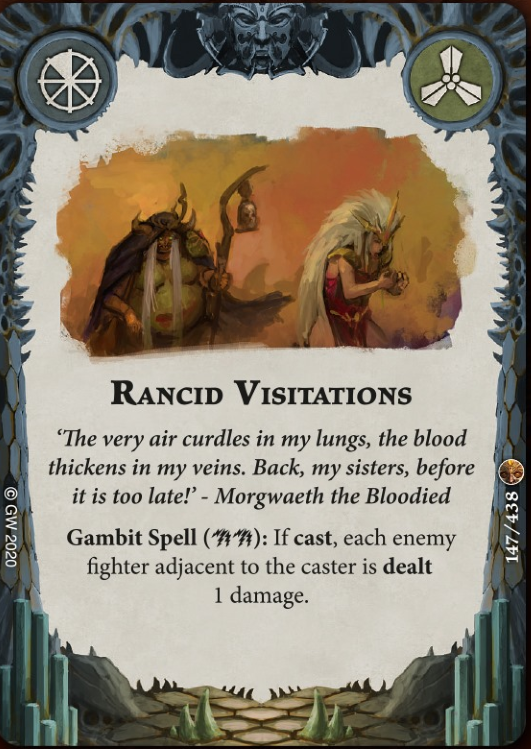 RANCID VISITATIONS
‘The very air curdles in my lungs, the blood
thickens in my veins. Back, my sisters, before
it is too late!’ - Morgwaeth the Bloodied
Gambit Spell ( ): If cast, each enemy
fighter adjacent to the caster is dealt
1 damage.
© GW 2020
147/438